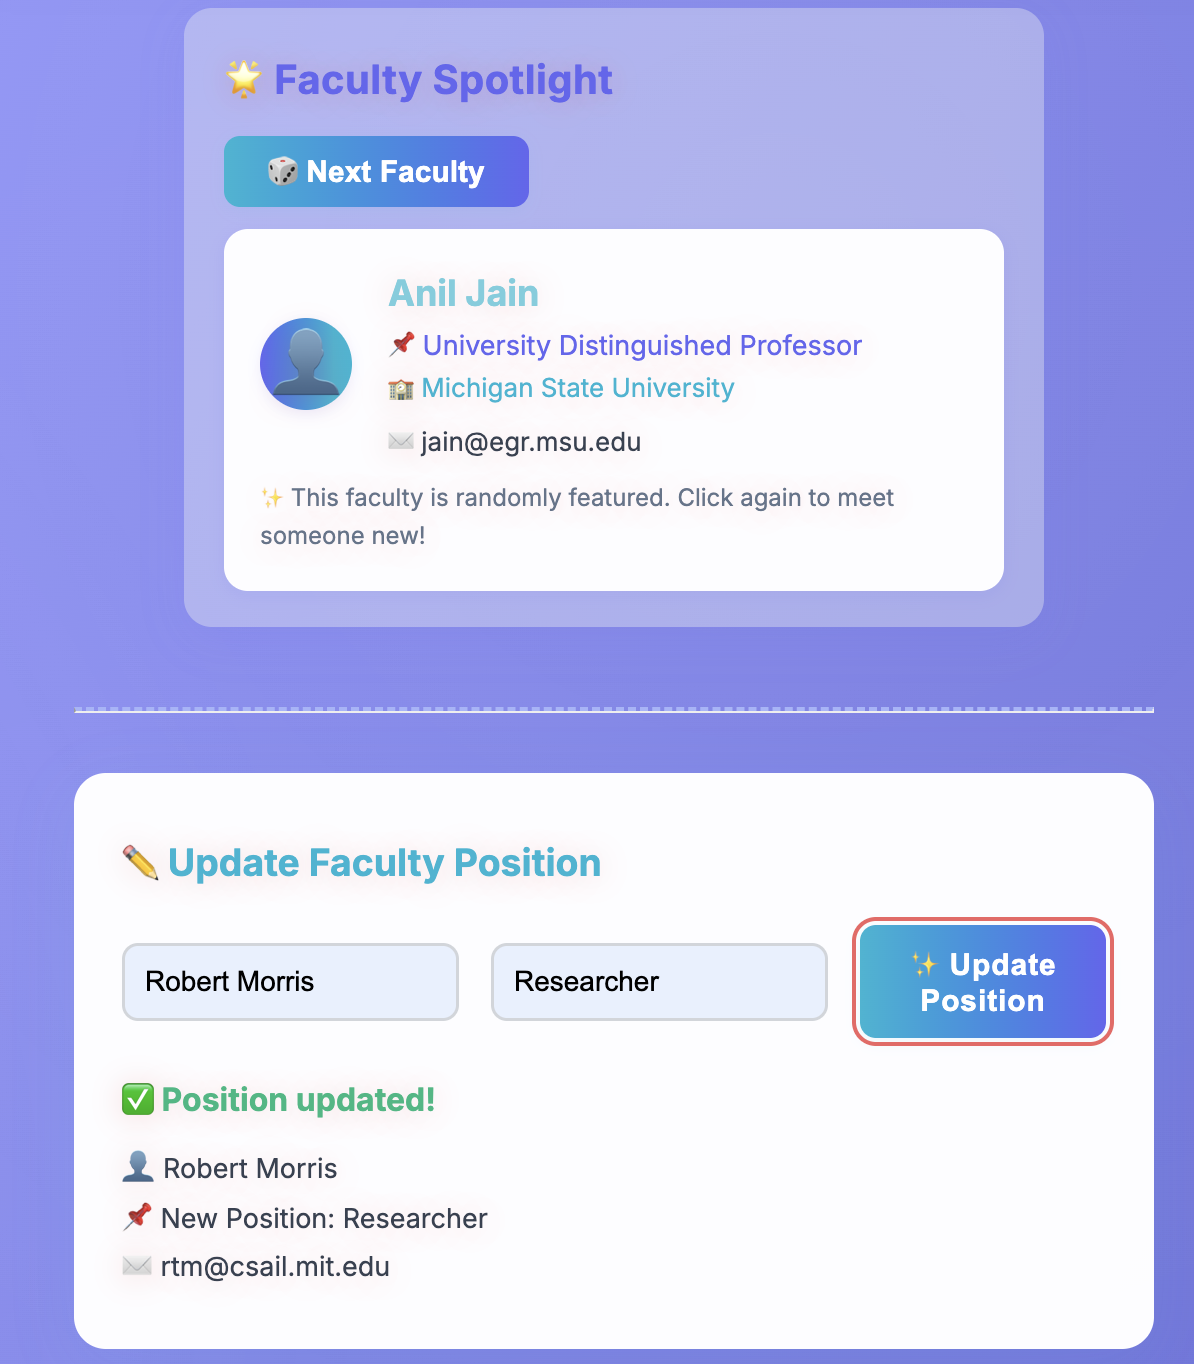 🌟 Faculty Spotlight
🎲 Next Faculty
Anil Jain
📌 University Distinguished Professor
🏫 Michigan State University
✉️ jain@egr.msu.edu
✨ This faculty is randomly featured. Click again to meet
someone new!
✏️ Update Faculty Position
Robert Morris
Researcher
✨ Update
Position
✅ Position updated!
👤 Robert Morris
📌 New Position: Researcher
✉️ rtm@csail.mit.edu